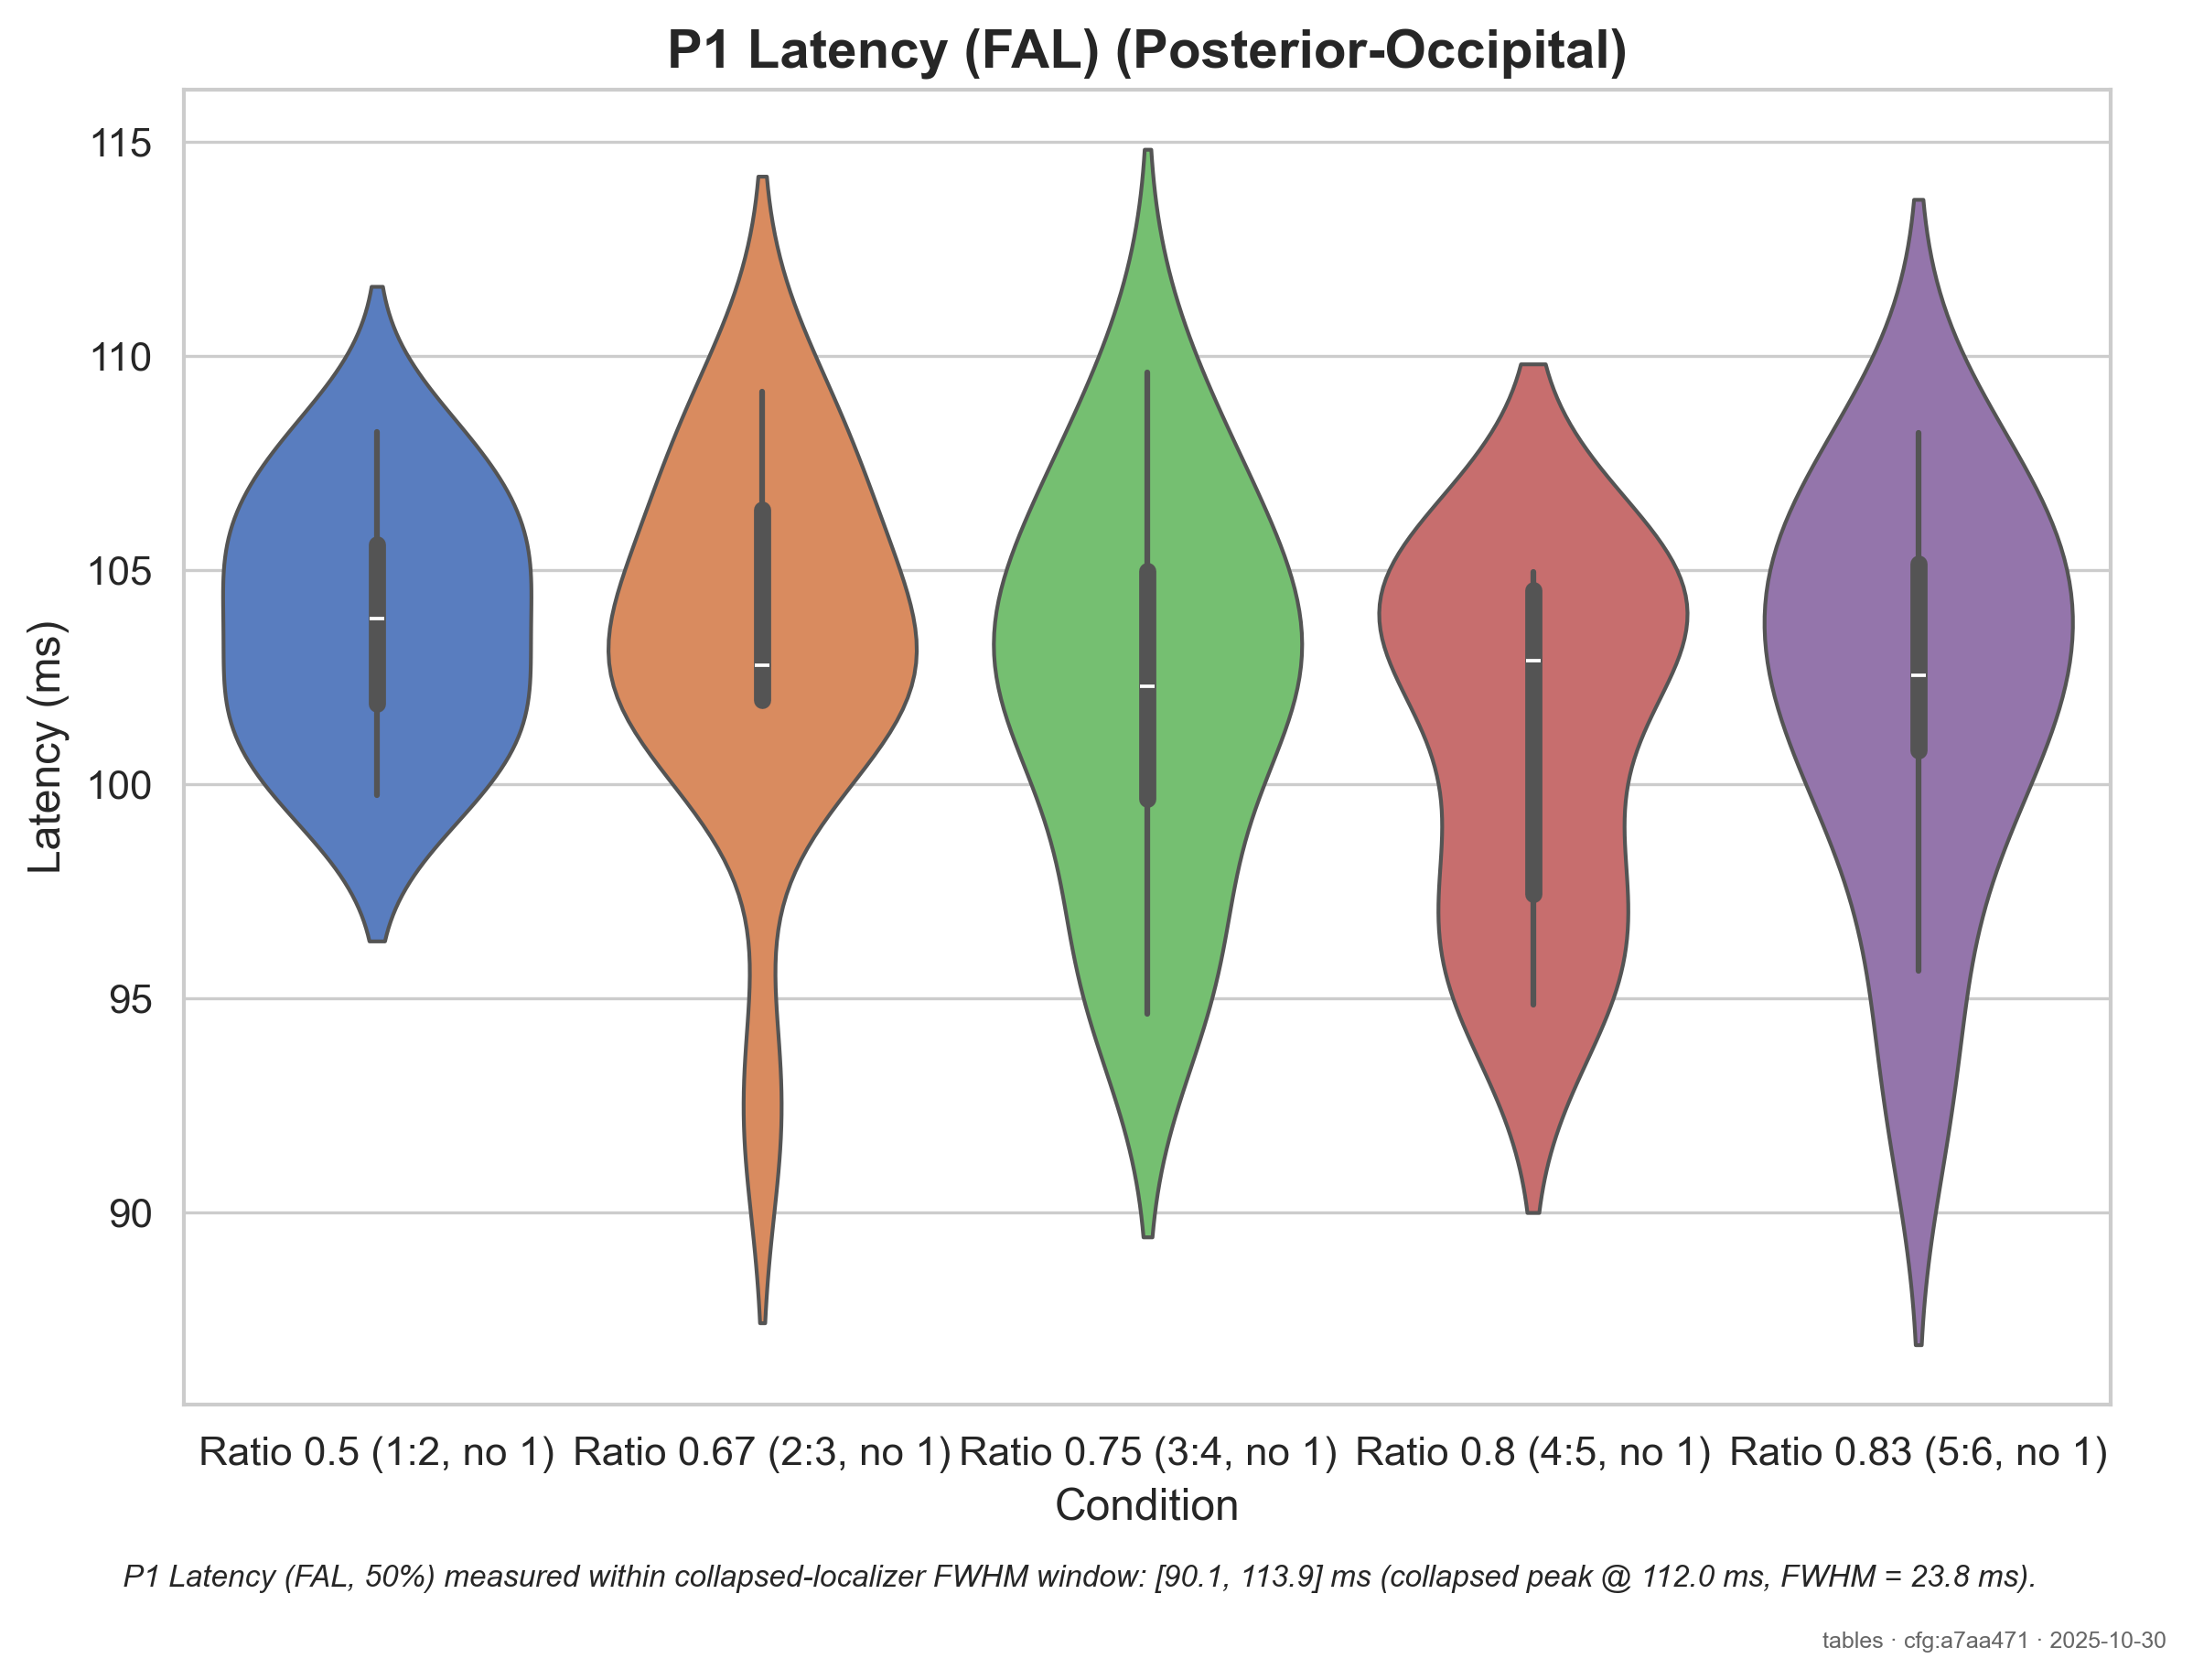 P1 Latency (FAL) (Posterior-Occipital)
115
110
105
100
95
90
Latency (ms)
Ratio 0.5 (1:2, no 1) Ratio 0.67 (2:3, no 1) Ratio 0.75 (3:4, no 1) Ratio 0.8 (4:5, no 1) Ratio 0.83 (5:6, no 1)
Condition
P1 Latency (FAL, 50%) measured within collapsed-localizer FWHM window: [90.1, 113.9] ms (collapsed peak @ 112.0 ms, FWHM = 23.8 ms).
tables · cfg:a7aa471 · 2025-10-30